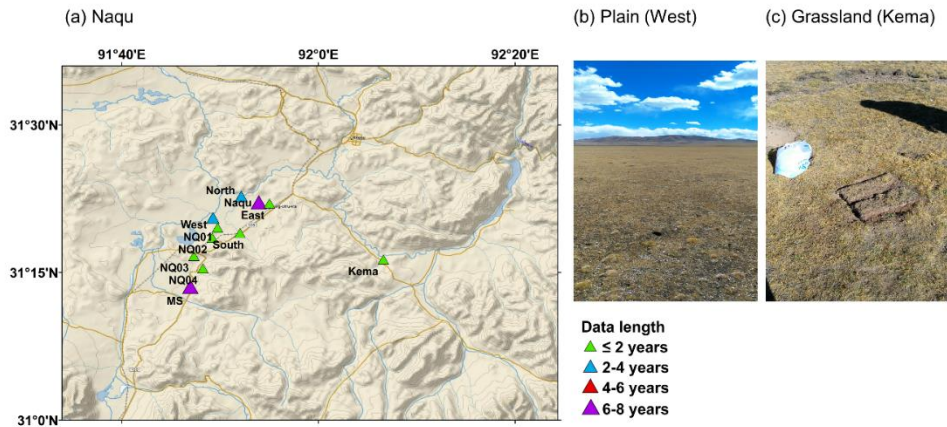 (a) Naqu
(b) Plain (West)
(c) Grassland (Kema)
91°40'E
92°0'E
92°20'E
31°30'N
31°15'N
31°0'N
North
Naqu
East
West
NQ01
South
NQ02
NQ03
NQ04
MS
Kema
Data length
≤ 2 years
2-4 years
4-6 years
6-8 years